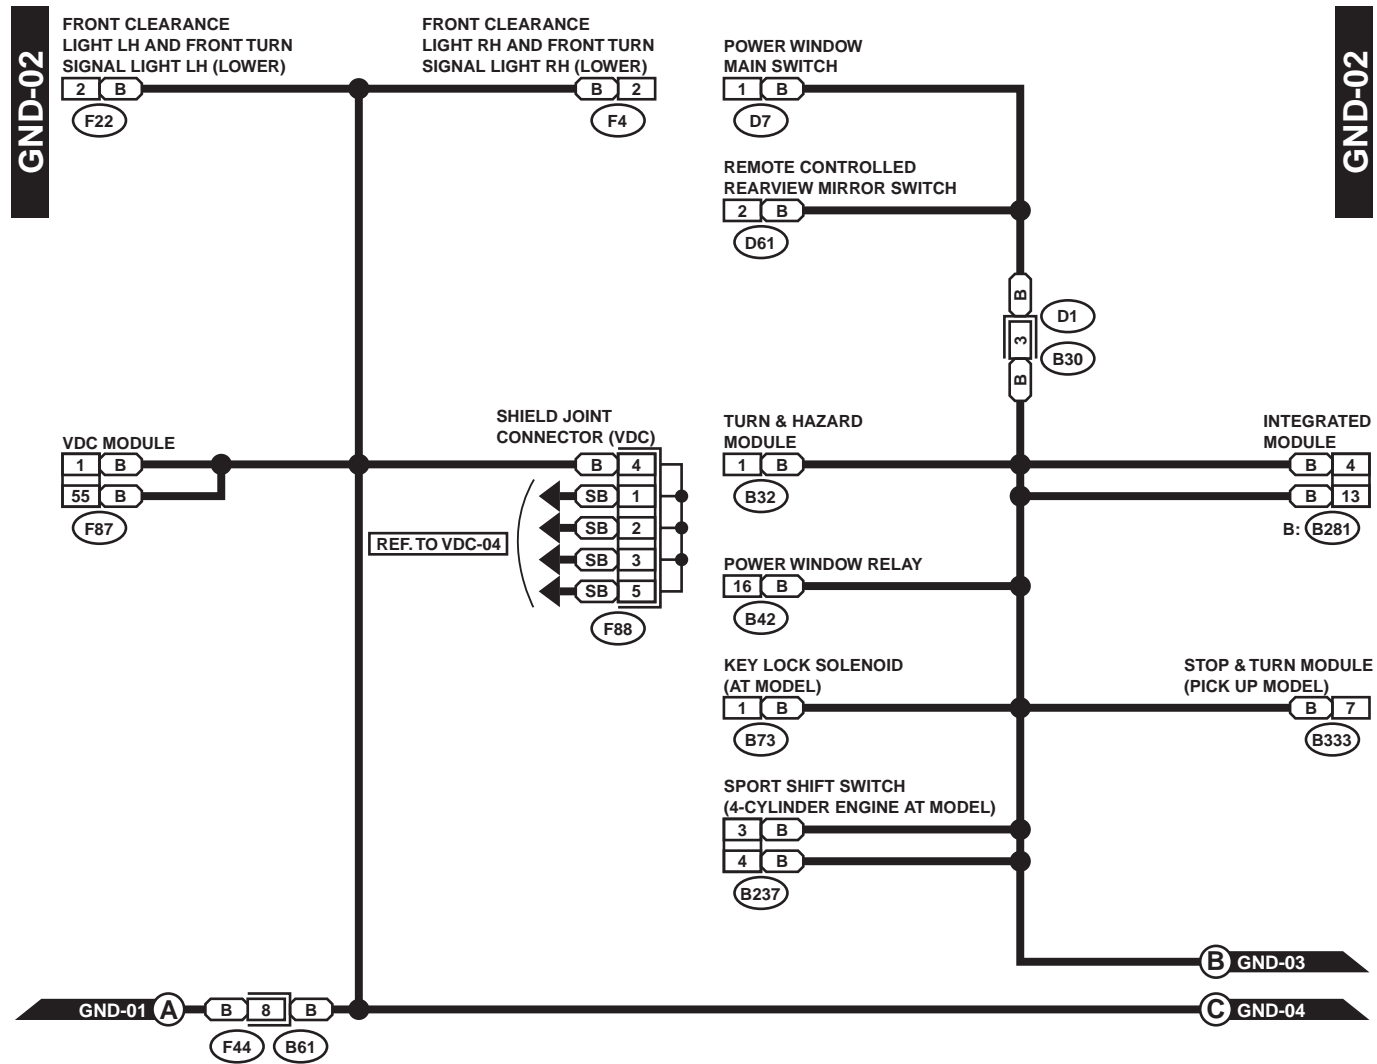 GND-02
GND-02
FRONT CLEARANCE
LIGHT LH AND FRONT TURN
SIGNAL LIGHT LH (LOWER)
2 B
F22
FRONT CLEARANCE
LIGHT RH AND FRONT TURN
SIGNAL LIGHT RH (LOWER)
B 2
F4
POWER WINDOW
MAIN SWITCH
1 B
D7
REMOTE CONTROLLED
REARVIEW MIRROR SWITCH
2 B
D61
B
D1
3
B30
B
VDC MODULE
1 B
55 B
F87
SHIELD JOINT
CONNECTOR (VDC)
B 4
SB 1
SB 2
SB 3
SB 5
REF. TO VDC-04
F88
TURN & HAZARD
MODULE
1 B
B32
INTEGRATED
MODULE
B 4
B 13
B: B281
POWER WINDOW RELAY
16 B
B42
KEY LOCK SOLENOID
(AT MODEL)
1 B
B73
STOP & TURN MODULE
(PICK UP MODEL)
B 7
B333
SPORT SHIFT SWITCH
(4-CYLINDER ENGINE AT MODEL)
3 B
4 B
B237
B GND-03
GND-01 A B 8 B
F44 B61
C GND-04